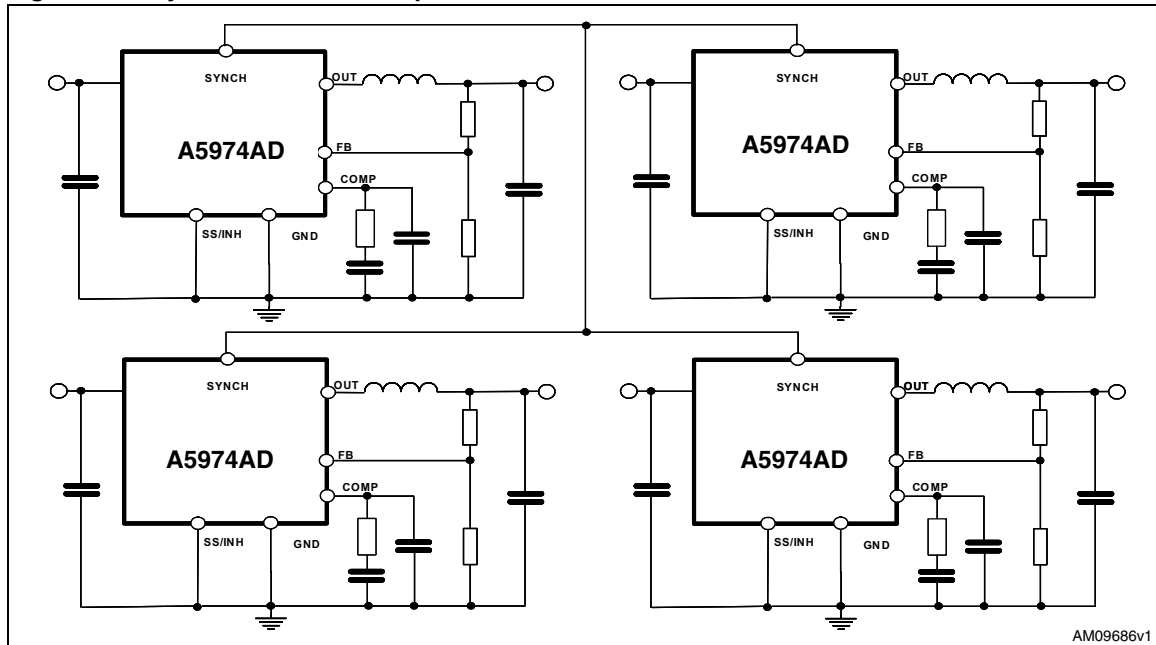 SYNCH
OUT
A5974AD
FB
COMP
SS/INH
GND
SYNCH
OUT
A5974AD
FB
COMP
SS/INH
GND
SYNCH
OUT
A5974AD
FB
COMP
SS/INH
GND
SYNCH
OUT
A5974AD
FB
COMP
SS/INH
GND
AM09686v1